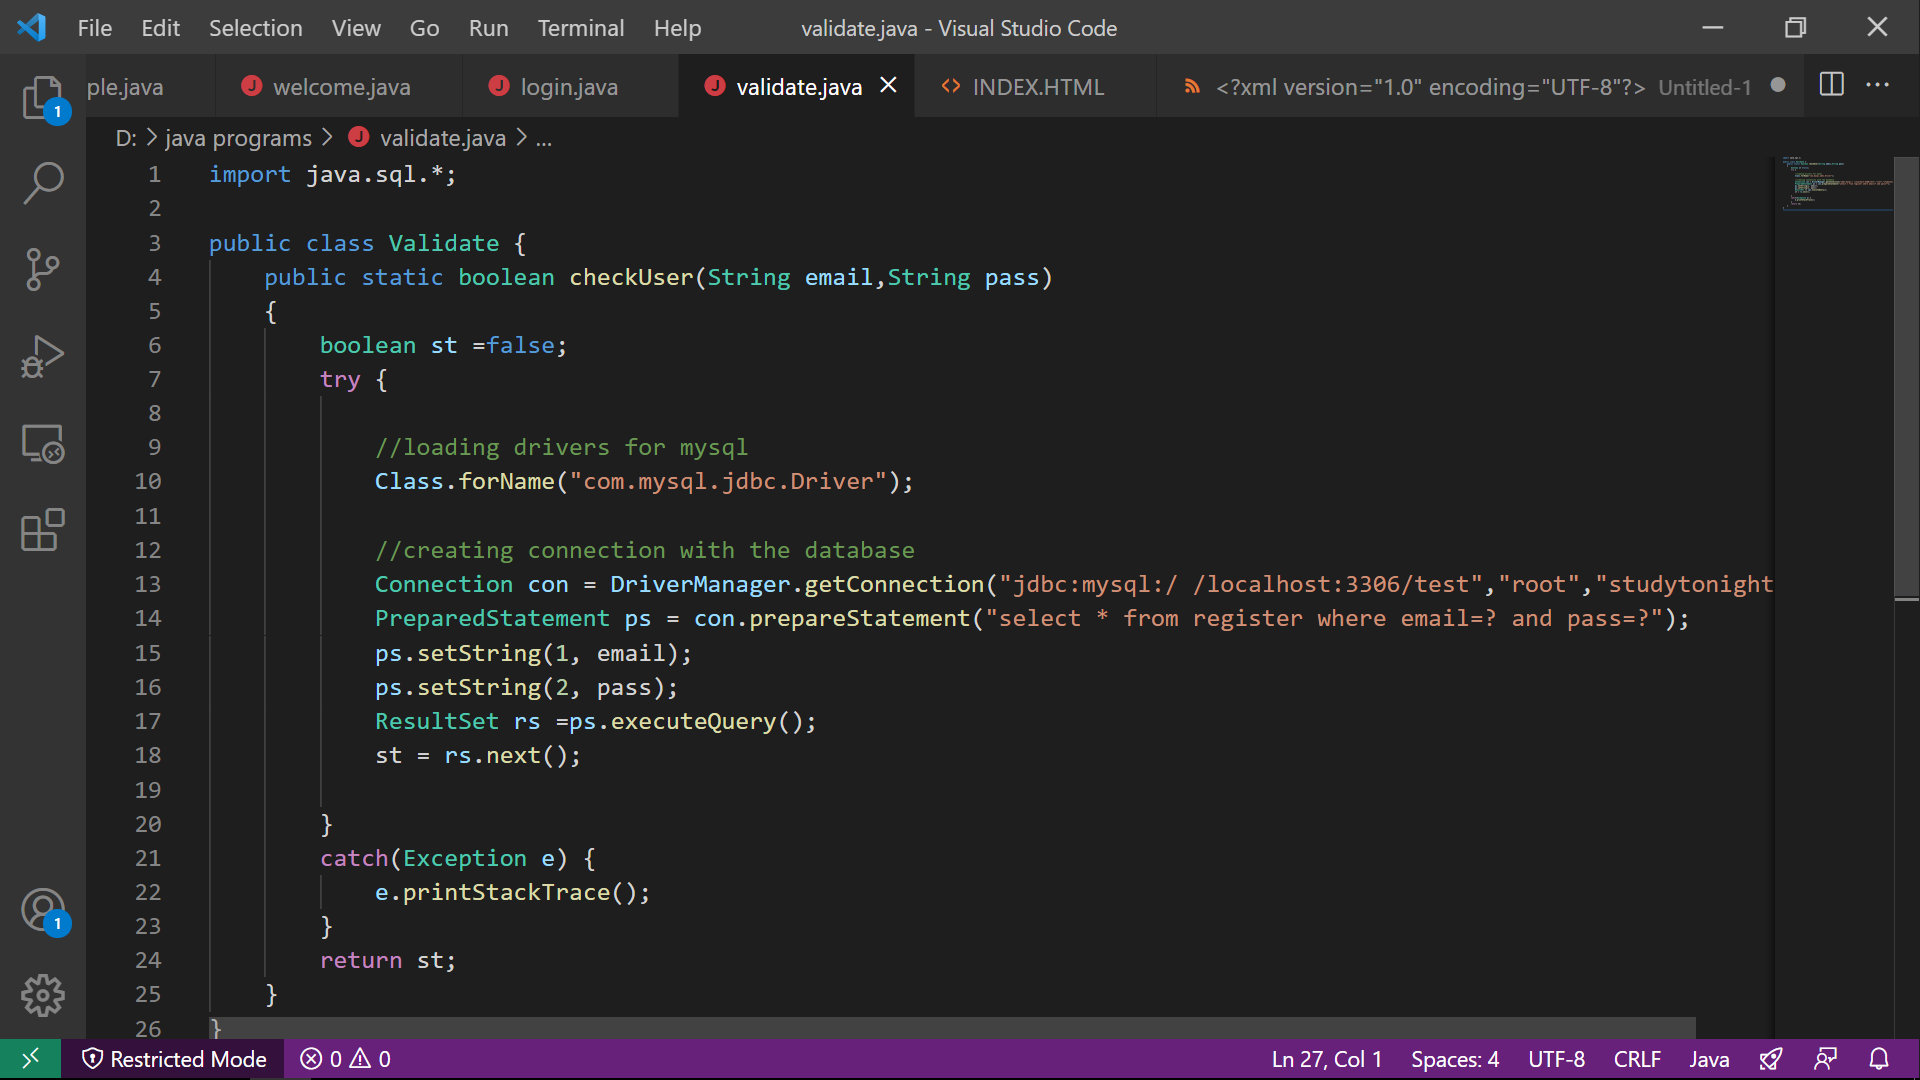 File Edit Selection View Go Run Terminal Help validate.java - Visual Studio Code
ple.java welcome.java login.java validate.java INDEX.HTML <?xml version="1.0" encoding="UTF-8"?> Untitled-1
1
D: > java programs > validate.java > ...
1 import java.sql.*;
2
3 public class Validate {
4 public static boolean checkUser(String email,String pass)
5 {
6 boolean st =false;
7 try {
8
9 //loading drivers for mysql
10 Class.forName("com.mysql.jdbc.Driver");
11
12 //creating connection with the database
13 Connection con = DriverManager.getConnection("jdbc:mysql:/ /localhost:3306/test","root","studytonight
14 PreparedStatement ps = con.prepareStatement("select * from register where email=? and pass=?");
15 ps.setString(1, email);
16 ps.setString(2, pass);
17 ResultSet rs =ps.executeQuery();
18 st = rs.next();
19
20 }
21 catch(Exception e) {
22 e.printStackTrace();
23 }
24 return st;
25 }
26 }
1
Restricted Mode 0 0 Ln 27, Col 1 Spaces: 4 UTF-8 CRLF Java